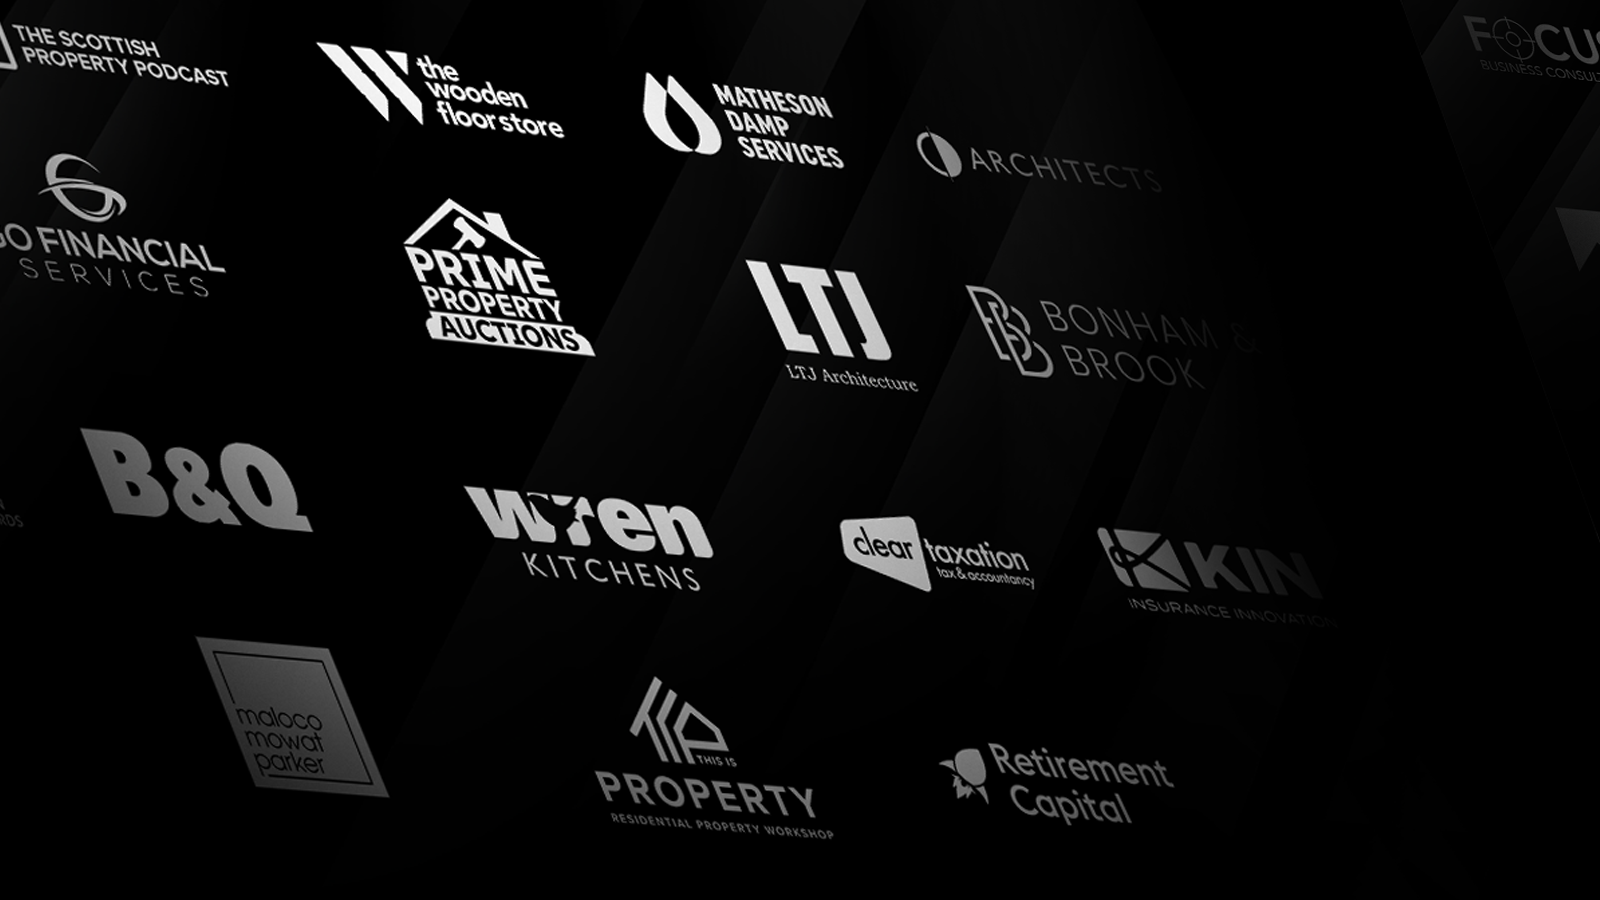 THE SCOTTISH
PROPERTY PODCAST
the
wooden
floor store
MATHESON
DAMP
SERVICES
ARCHITECTS
FOCUS
BUSINESS
GO FINANCIAL
SERVICES
PRIME
PROPERTY
AUCTIONS
LTJ
LTJ Architecture
BONHAM &
BROOK
B&Q
wren
KITCHENS
clear
taxation
tax & accountancy
KIN
INSURANCE INNOVATION
maloco
mowat
parker
THIS IS
PROPERTY
RESIDENTIAL PROPERTY WORKSHOP
Retirement
Capital